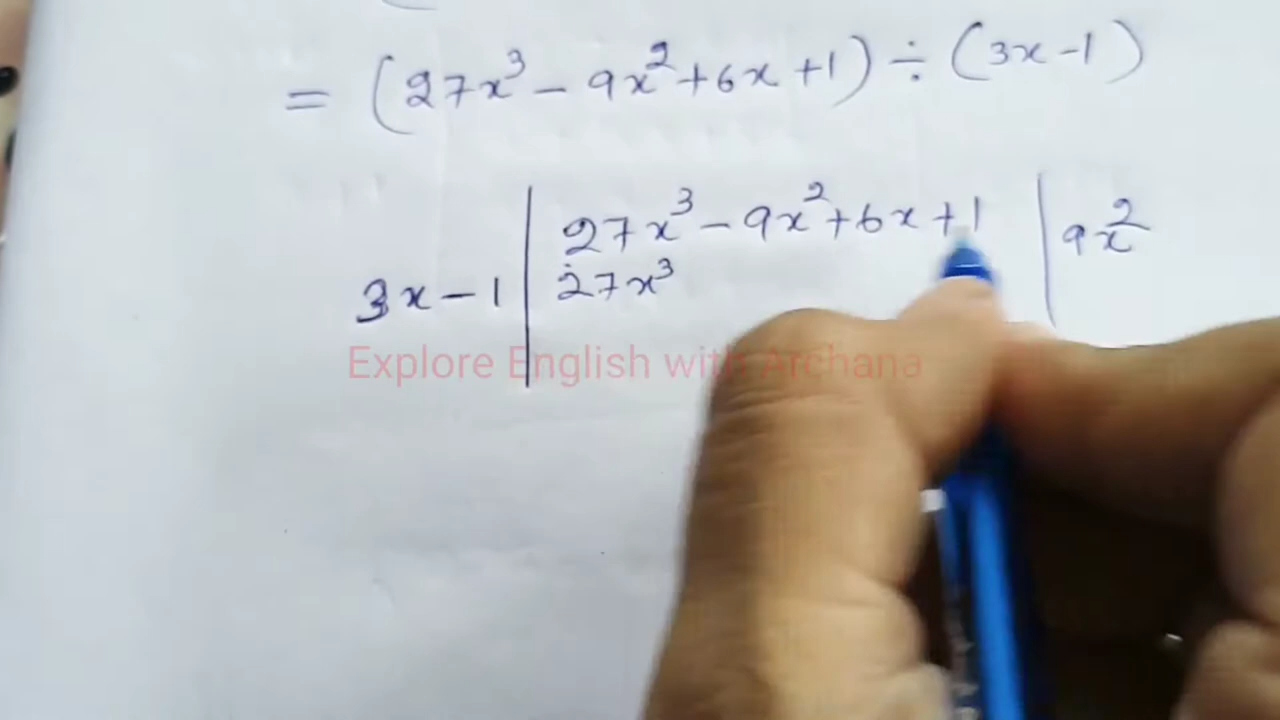 = (27x³ - 9x² + 6x + 1) ÷ (3x - 1)
3x - 1 | 27x³ - 9x² + 6x + 1 | 9x²
27x³
Explore English with Archana